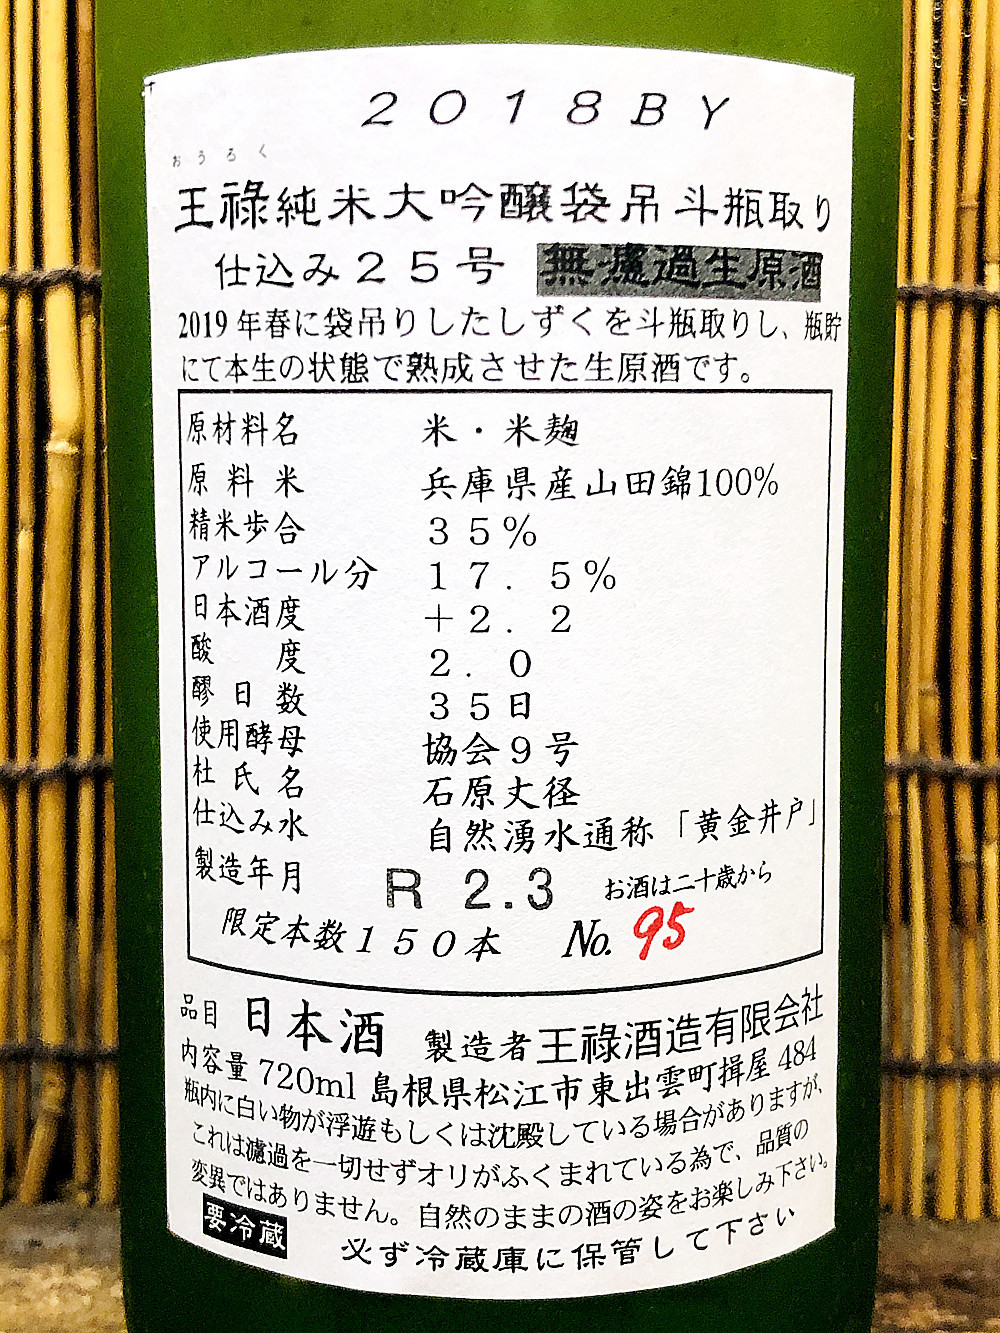 2018BY
おうろく
王祿純米大吟醸袋吊斗瓶取り
仕込み25号 無濾過生原酒
2019年春に袋吊りしたしずくを斗瓶取りし、瓶貯
にて本生の状態で熟成させた生原酒です。
原材料名 米・米麹
原料米 兵庫県産山田錦100%
精米歩合 35%
アルコール分 17.5%
日本酒度 +2.2
酸度 2.0
醪日数 35日
使用酵母 協会9号
杜氏名 石原丈径
仕込み水 自然湧水通称「黄金井戸」
製造年月 R2.3 お酒は二十歳から
限定本数150本 No.95
品目 日本酒 製造者王祿酒造有限会社
内容量720ml 島根県松江市東出雲町揖屋484
瓶内に白い物が浮遊もしくは沈殿している場合がありますが、
これは濾過を一切せずオリがふくまれている為で、品質の
変異ではありません。自然のままの酒の姿をお楽しみ下さい。
要冷蔵 必ず冷蔵庫に保管して下さい